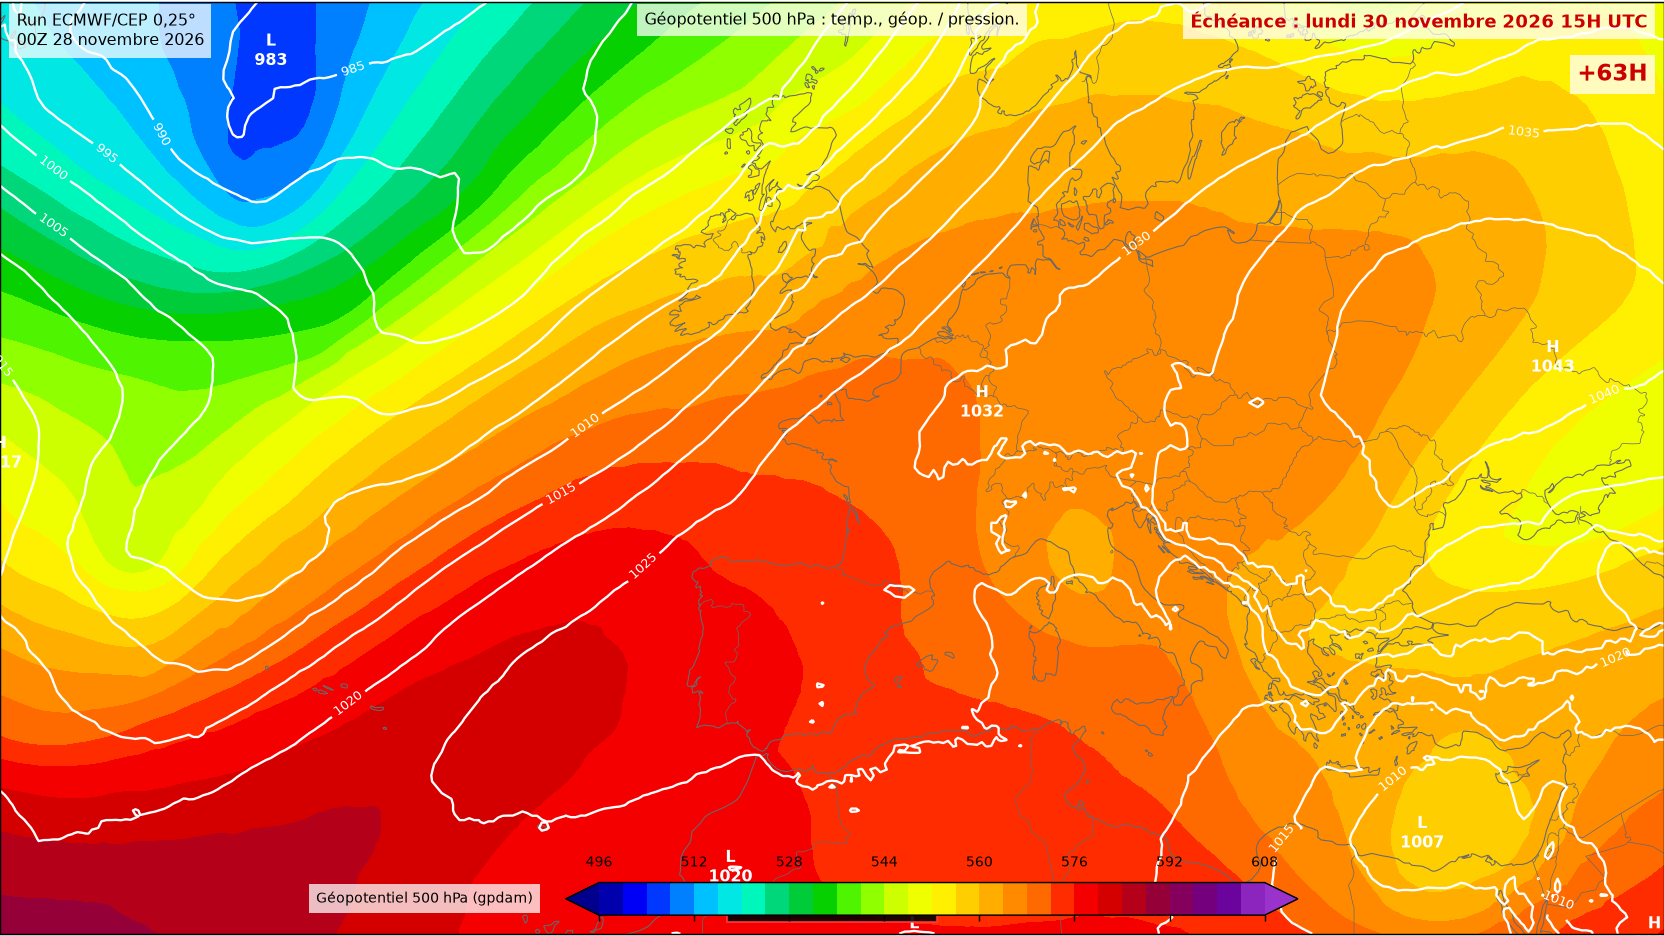 Run ECMWF/CEP 0,25°
00Z 28 novembre 2026
Géopotentiel 500 hPa : temp., géop. / pression.
Échéance : lundi 30 novembre 2026 15H UTC
+63H
L
983
985
990
995
1000
1005
1035
1030
H
1043
1040
H
1032
1010
H
17
1015
1025
1020
1020
1010
L
1007
1015
L
1020
496 512 528 544 560 576 592 608
Géopotentiel 500 hPa (gpdam)
1010
L
H